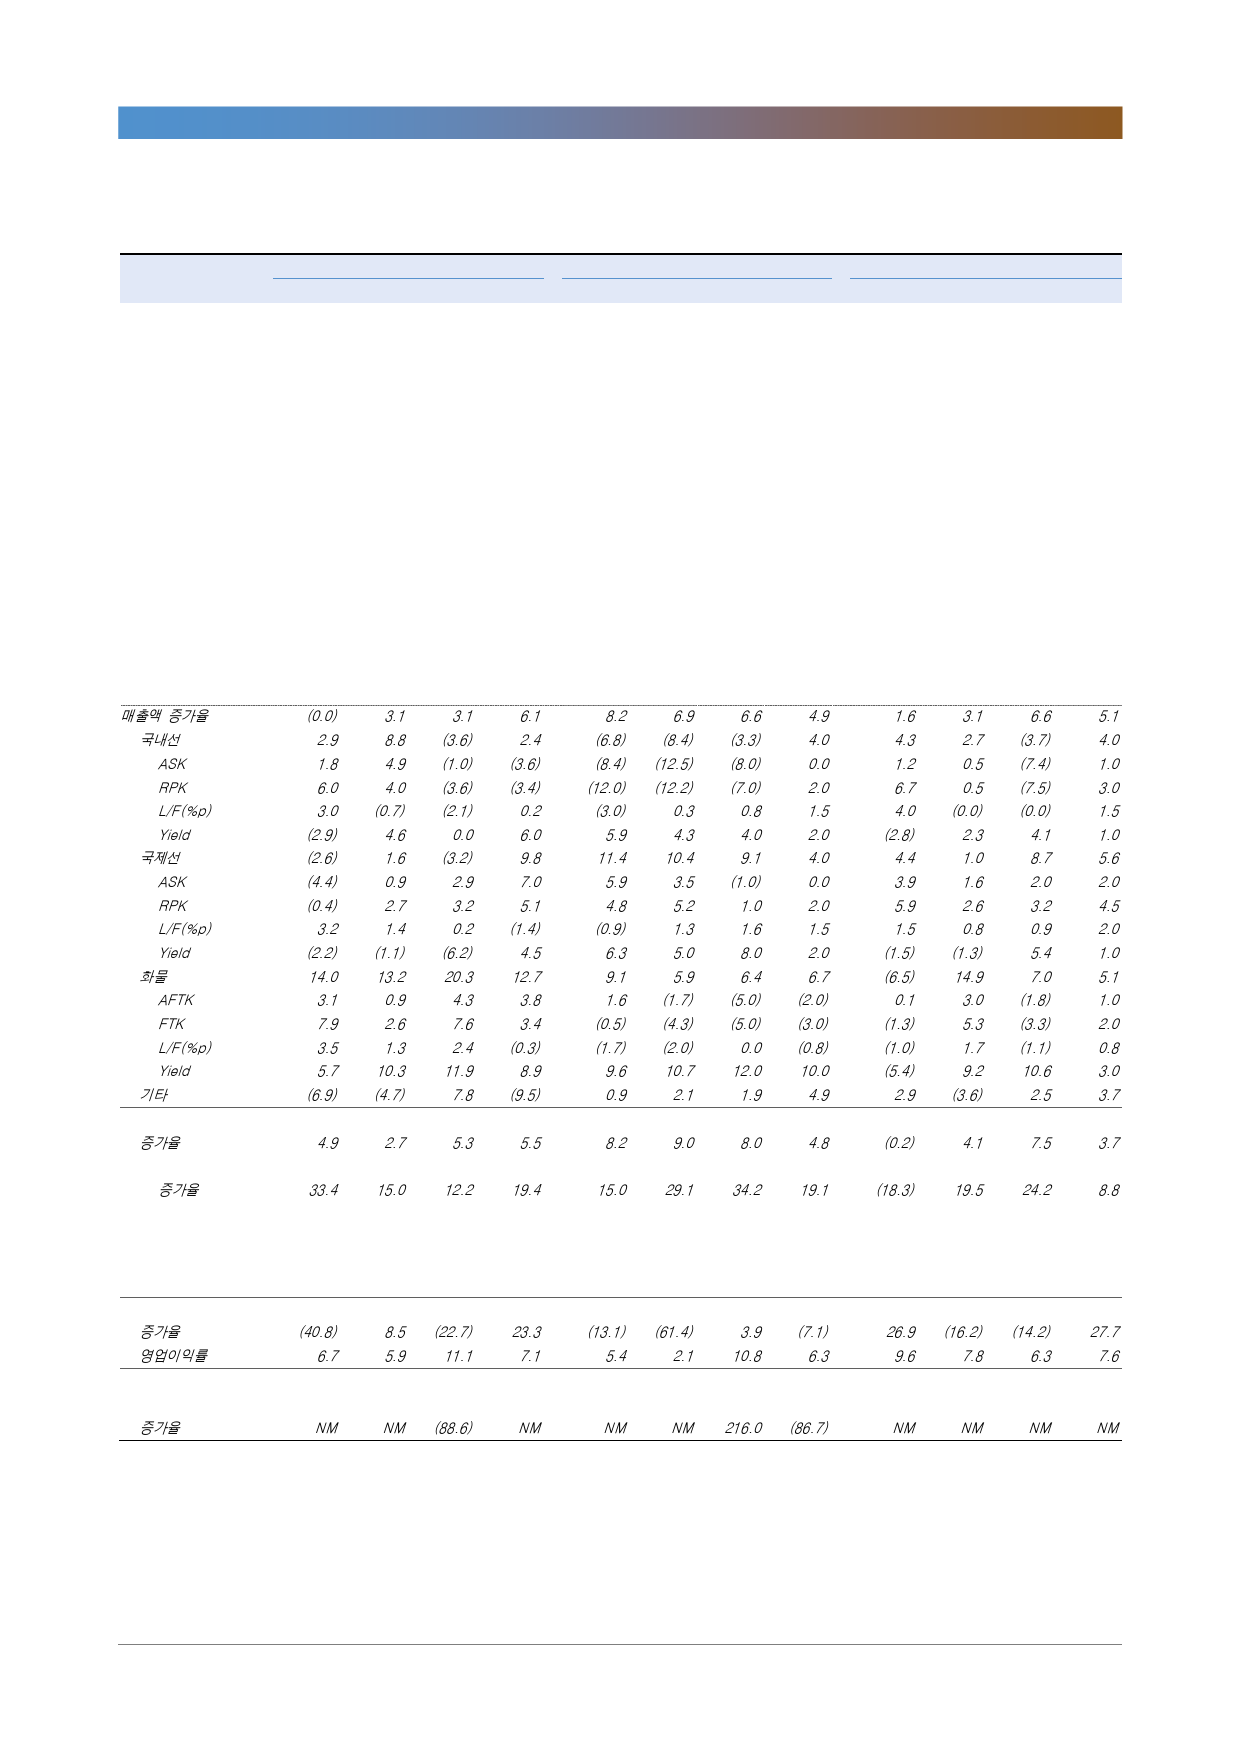 매출액 증가율 (0.0) 3.1 3.1 6.1 8.2 6.9 6.6 4.9 1.6 3.1 6.6 5.1
국내선 2.9 8.8 (3.6) 2.4 (6.8) (8.4) (3.3) 4.0 4.3 2.7 (3.7) 4.0
ASK 1.8 4.9 (1.0) (3.6) (8.4) (12.5) (8.0) 0.0 1.2 0.5 (7.4) 1.0
RPK 6.0 4.0 (3.6) (3.4) (12.0) (12.2) (7.0) 2.0 6.7 0.5 (7.5) 3.0
L/F(%p) 3.0 (0.7) (2.1) 0.2 (3.0) 0.3 0.8 1.5 4.0 (0.0) (0.0) 1.5
Yield (2.9) 4.6 0.0 6.0 5.9 4.3 4.0 2.0 (2.8) 2.3 4.1 1.0
국제선 (2.6) 1.6 (3.2) 9.8 11.4 10.4 9.1 4.0 4.4 1.0 8.7 5.6
ASK (4.4) 0.9 2.9 7.0 5.9 3.5 (1.0) 0.0 3.9 1.6 2.0 2.0
RPK (0.4) 2.7 3.2 5.1 4.8 5.2 1.0 2.0 5.9 2.6 3.2 4.5
L/F(%p) 3.2 1.4 0.2 (1.4) (0.9) 1.3 1.6 1.5 1.5 0.8 0.9 2.0
Yield (2.2) (1.1) (6.2) 4.5 6.3 5.0 8.0 2.0 (1.5) (1.3) 5.4 1.0
화물 14.0 13.2 20.3 12.7 9.1 5.9 6.4 6.7 (6.5) 14.9 7.0 5.1
AFTK 3.1 0.9 4.3 3.8 1.6 (1.7) (5.0) (2.0) 0.1 3.0 (1.8) 1.0
FTK 7.9 2.6 7.6 3.4 (0.5) (4.3) (5.0) (3.0) (1.3) 5.3 (3.3) 2.0
L/F(%p) 3.5 1.3 2.4 (0.3) (1.7) (2.0) 0.0 (0.8) (1.0) 1.7 (1.1) 0.8
Yield 5.7 10.3 11.9 8.9 9.6 10.7 12.0 10.0 (5.4) 9.2 10.6 3.0
기타 (6.9) (4.7) 7.8 (9.5) 0.9 2.1 1.9 4.9 2.9 (3.6) 2.5 3.7
증가율 4.9 2.7 5.3 5.5 8.2 9.0 8.0 4.8 (0.2) 4.1 7.5 3.7
증가율 33.4 15.0 12.2 19.4 15.0 29.1 34.2 19.1 (18.3) 19.5 24.2 8.8
증가율 (40.8) 8.5 (22.7) 23.3 (13.1) (61.4) 3.9 (7.1) 26.9 (16.2) (14.2) 27.7
영업이익률 6.7 5.9 11.1 7.1 5.4 2.1 10.8 6.3 9.6 7.8 6.3 7.6
증가율 NM NM (88.6) NM NM NM 216.0 (86.7) NM NM NM NM